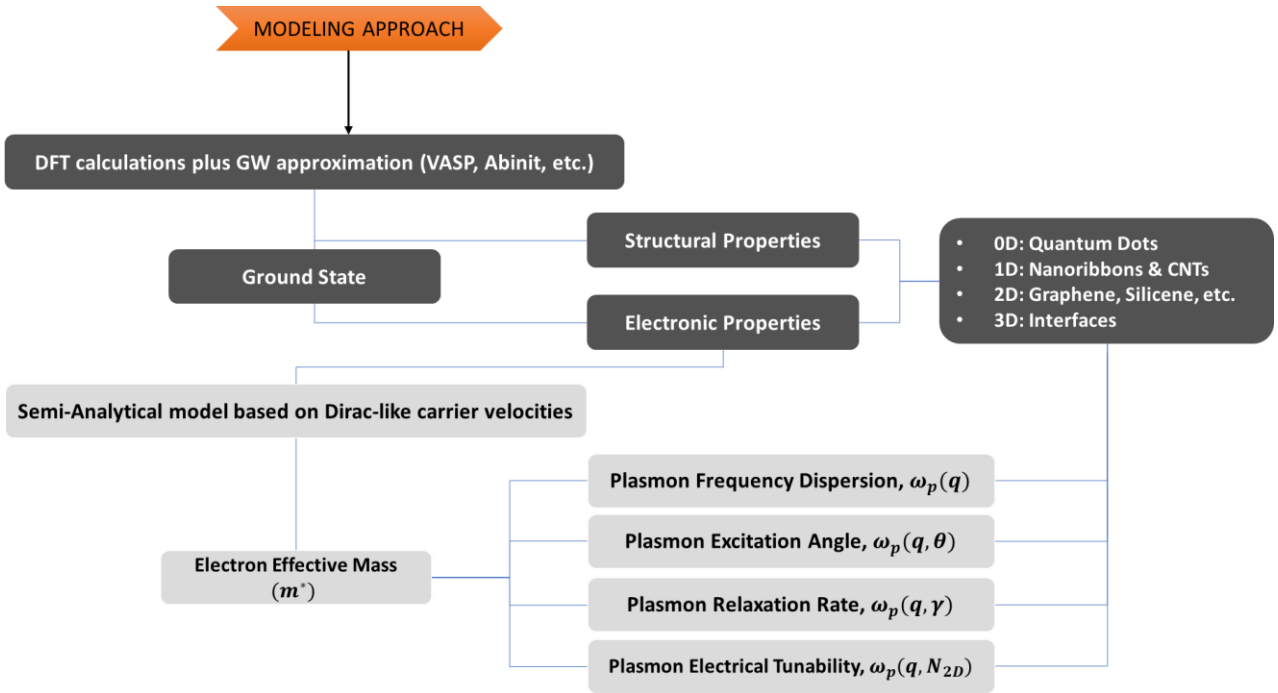 MODELING APPROACH
DFT calculations plus GW approximation (VASP, Abinit, etc.)
Structural Properties
Ground State
Electronic Properties
• 0D: Quantum Dots
• 1D: Nanoribbons & CNTs
• 2D: Graphene, Silicene, etc.
• 3D: Interfaces
Semi-Analytical model based on Dirac-like carrier velocities
Electron Effective Mass
(m*)
Plasmon Frequency Dispersion, ωₚ(q)
Plasmon Excitation Angle, ωₚ(q, θ)
Plasmon Relaxation Rate, ωₚ(q, γ)
Plasmon Electrical Tunability, ωₚ(q, N₂D)